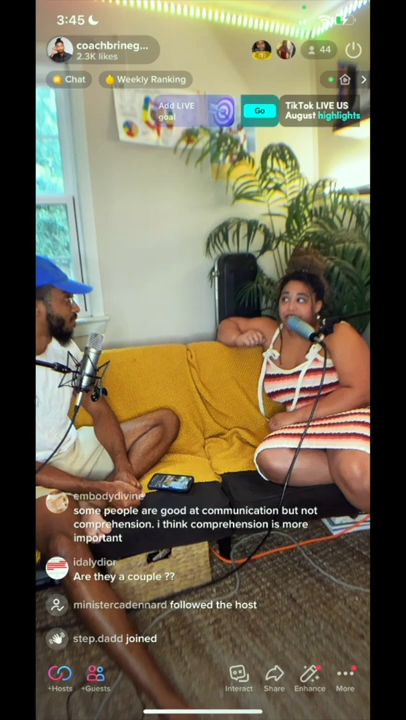 3:45
coachbrineg...
2.3K likes
44
Chat
Weekly Ranking
Add LIVE
goal
Go
TikTok LIVE US
August highlights
embodydivine
some people are good at communication but not
comprehension. i think comprehension is more
important
idalydior
Are they a couple ??
ministercadennard followed the host
step.dadd joined
+Hosts
+Guests
Interact
Share
Enhance
More